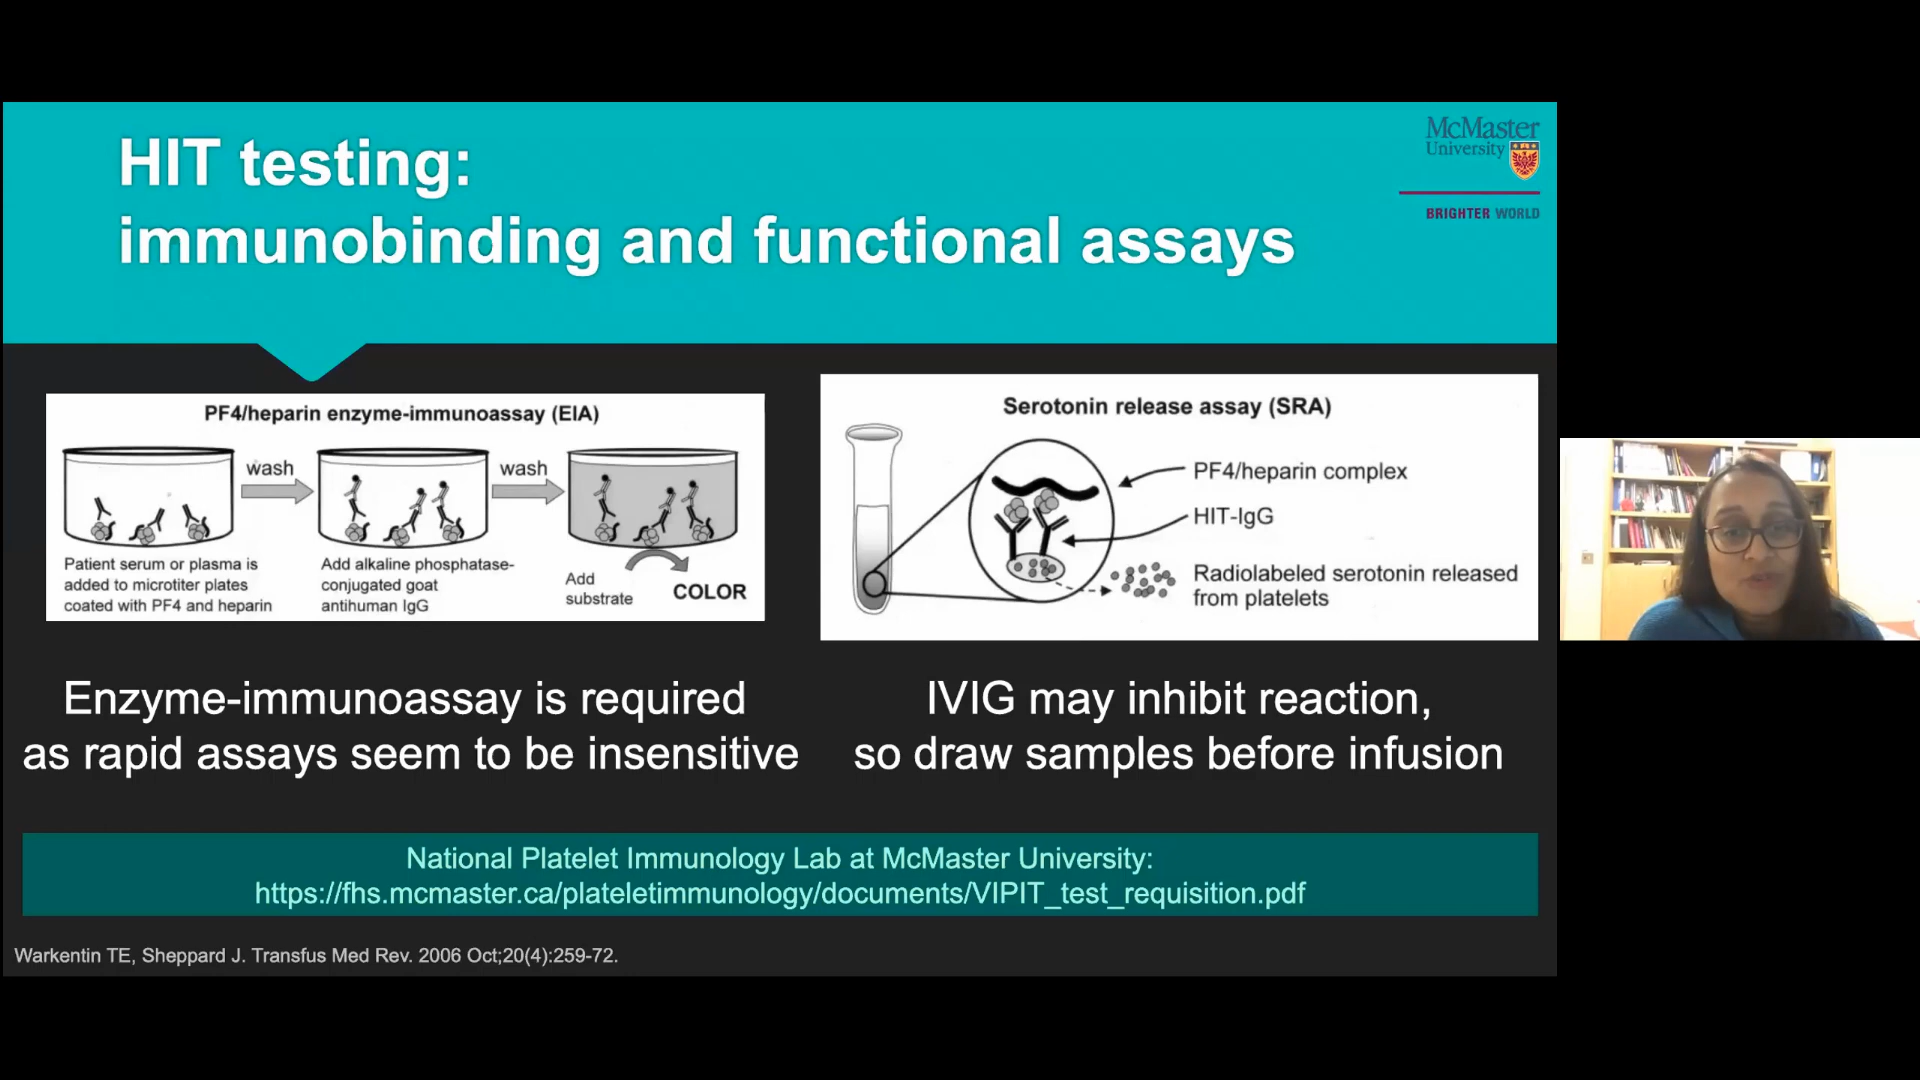 HIT testing:
immunobinding and functional assays
McMaster
University
BRIGHTER WORLD
PF4/heparin enzyme-immunoassay (EIA)
wash
wash
Patient serum or plasma is
added to microtiter plates
coated with PF4 and heparin
Add alkaline phosphatase-
conjugated goat
antihuman IgG
Add
substrate
COLOR
Serotonin release assay (SRA)
PF4/heparin complex
HIT-IgG
Radiolabeled serotonin released
from platelets
Enzyme-immunoassay is required
as rapid assays seem to be insensitive
IVIG may inhibit reaction,
so draw samples before infusion
National Platelet Immunology Lab at McMaster University:
https://fhs.mcmaster.ca/plateletimmunology/documents/VIPIT_test_requisition.pdf
Warkentin TE, Sheppard J. Transfus Med Rev. 2006 Oct;20(4):259-72.